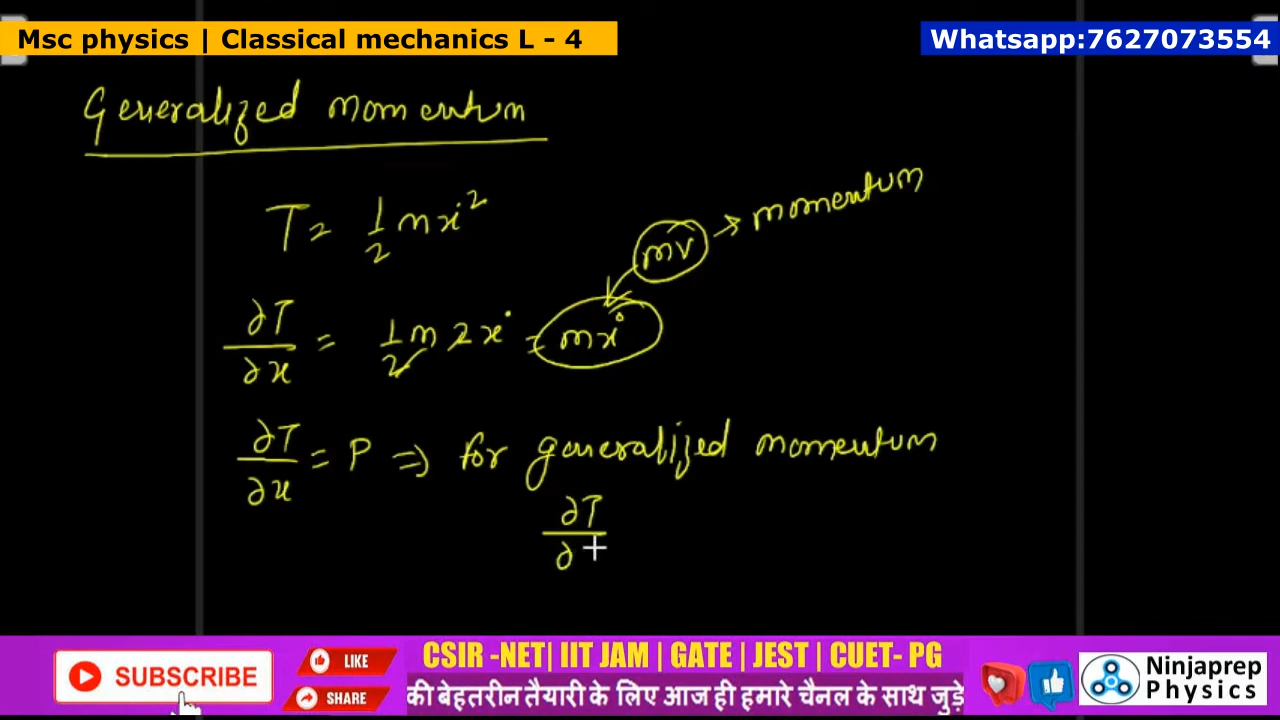 Msc physics | Classical mechanics L - 4
Whatsapp:7627073554
Generalized momentum
T = 1/2 mẋ²
mv → momentum
∂T/∂x = 1/2 m 2ẋ = mẋ
∂T/∂x = P ⇒ for generalized momentum
∂T/∂
SUBSCRIBE
LIKE
SHARE
CSIR -NET| IIT JAM | GATE | JEST | CUET- PG
की बेहतरीन तैयारी के लिए आज ही हमारे चैनल के साथ जुड़े
Ninjaprep
Physics